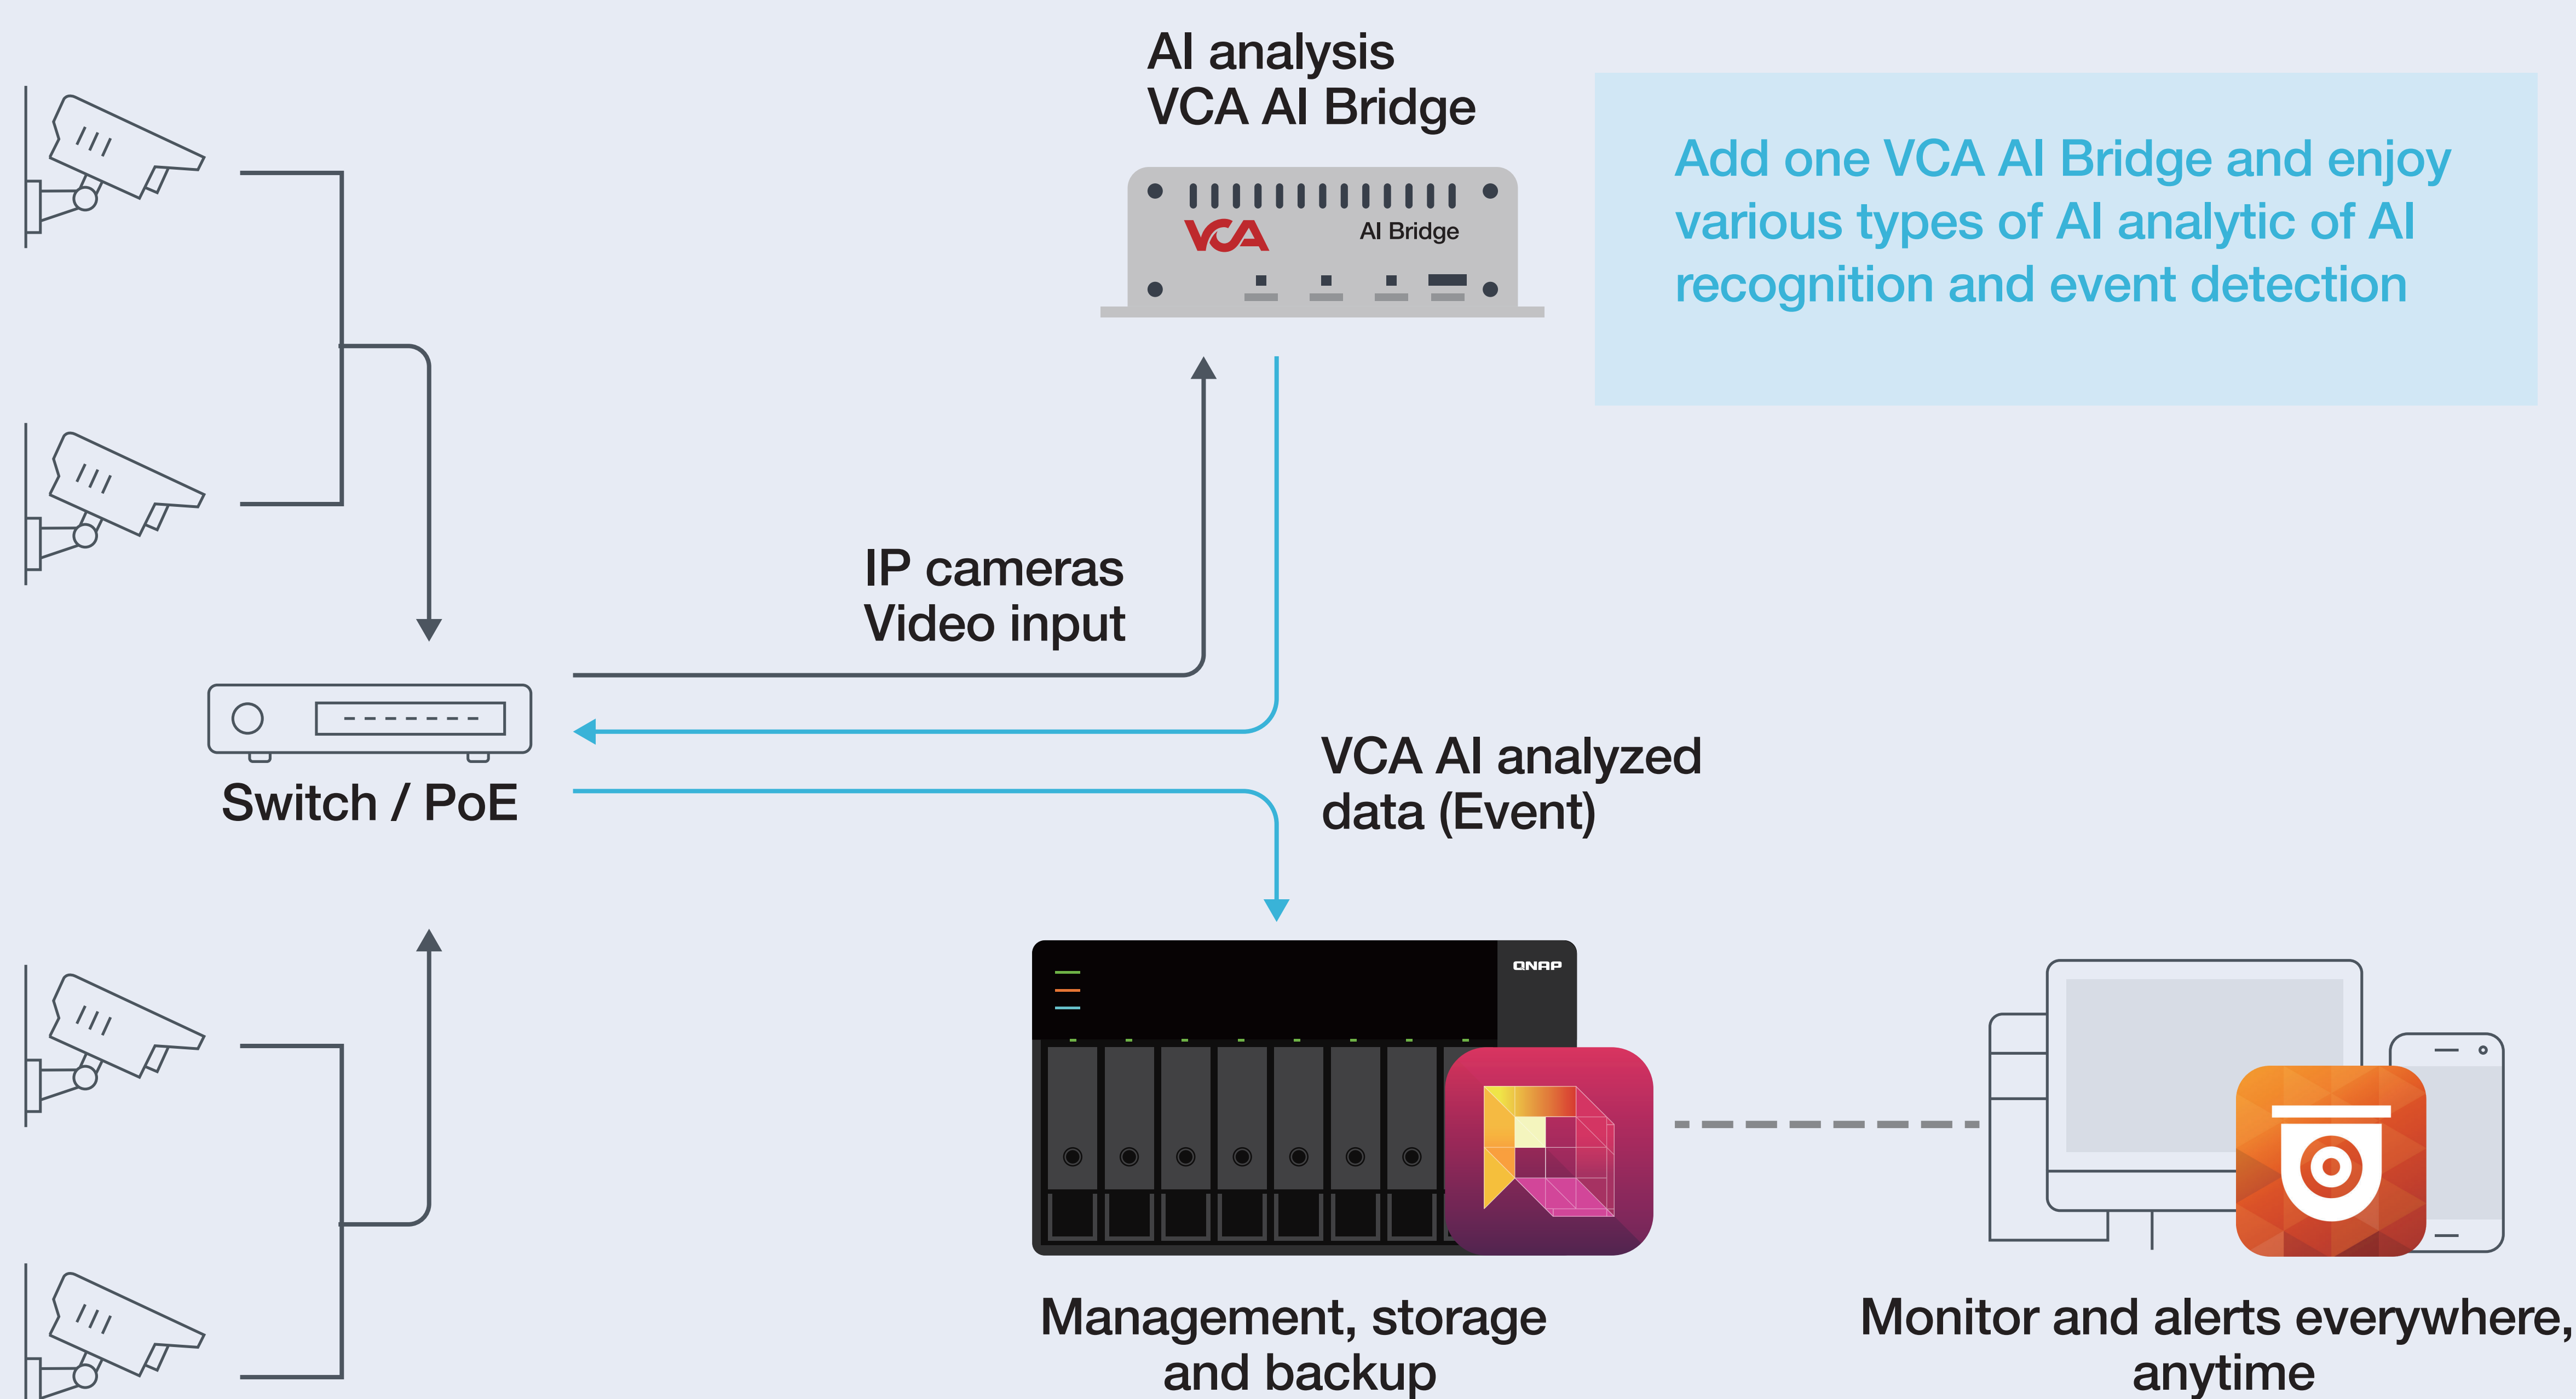 AI analysis
VCA AI Bridge
VCA
AI Bridge
Add one VCA AI Bridge and enjoy
various types of AI analytic of AI
recognition and event detection
IP cameras
Video input
Switch / PoE
VCA AI analyzed
data (Event)
QNAP
Management, storage
and backup
Monitor and alerts everywhere,
anytime